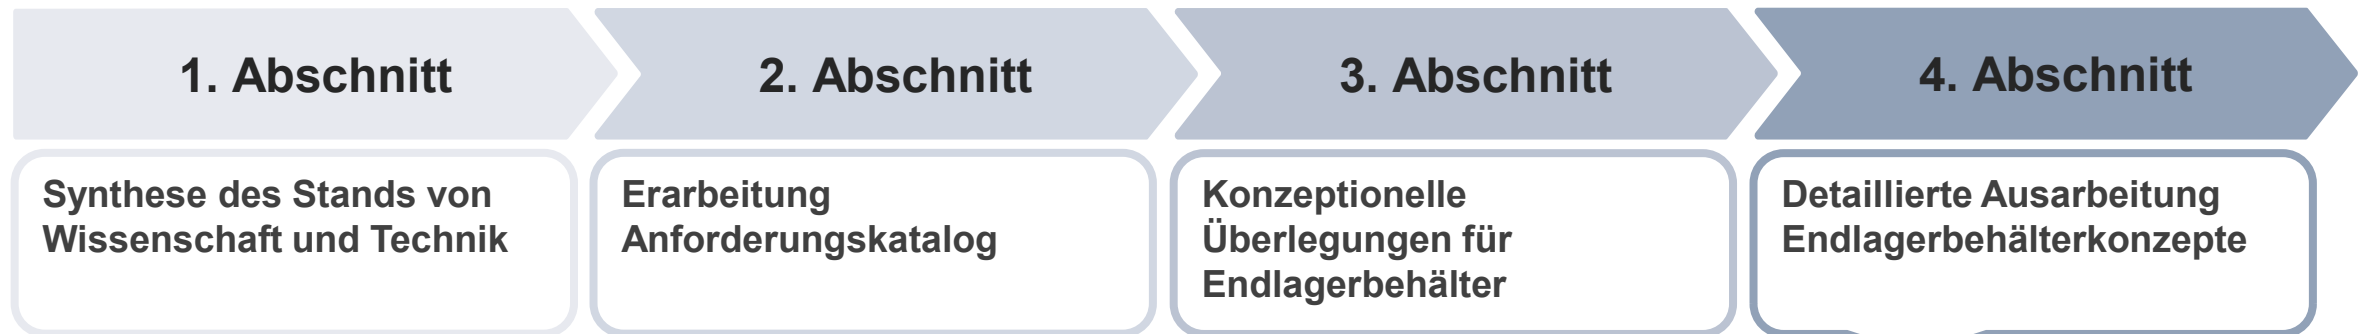 1. Abschnitt
2. Abschnitt
3. Abschnitt
4. Abschnitt
Synthese des Stands von
Wissenschaft und Technik
Erarbeitung
Anforderungskatalog
Konzeptionelle
Überlegungen für
Endlagerbehälter
Detaillierte Ausarbeitung
Endlagerbehälterkonzepte